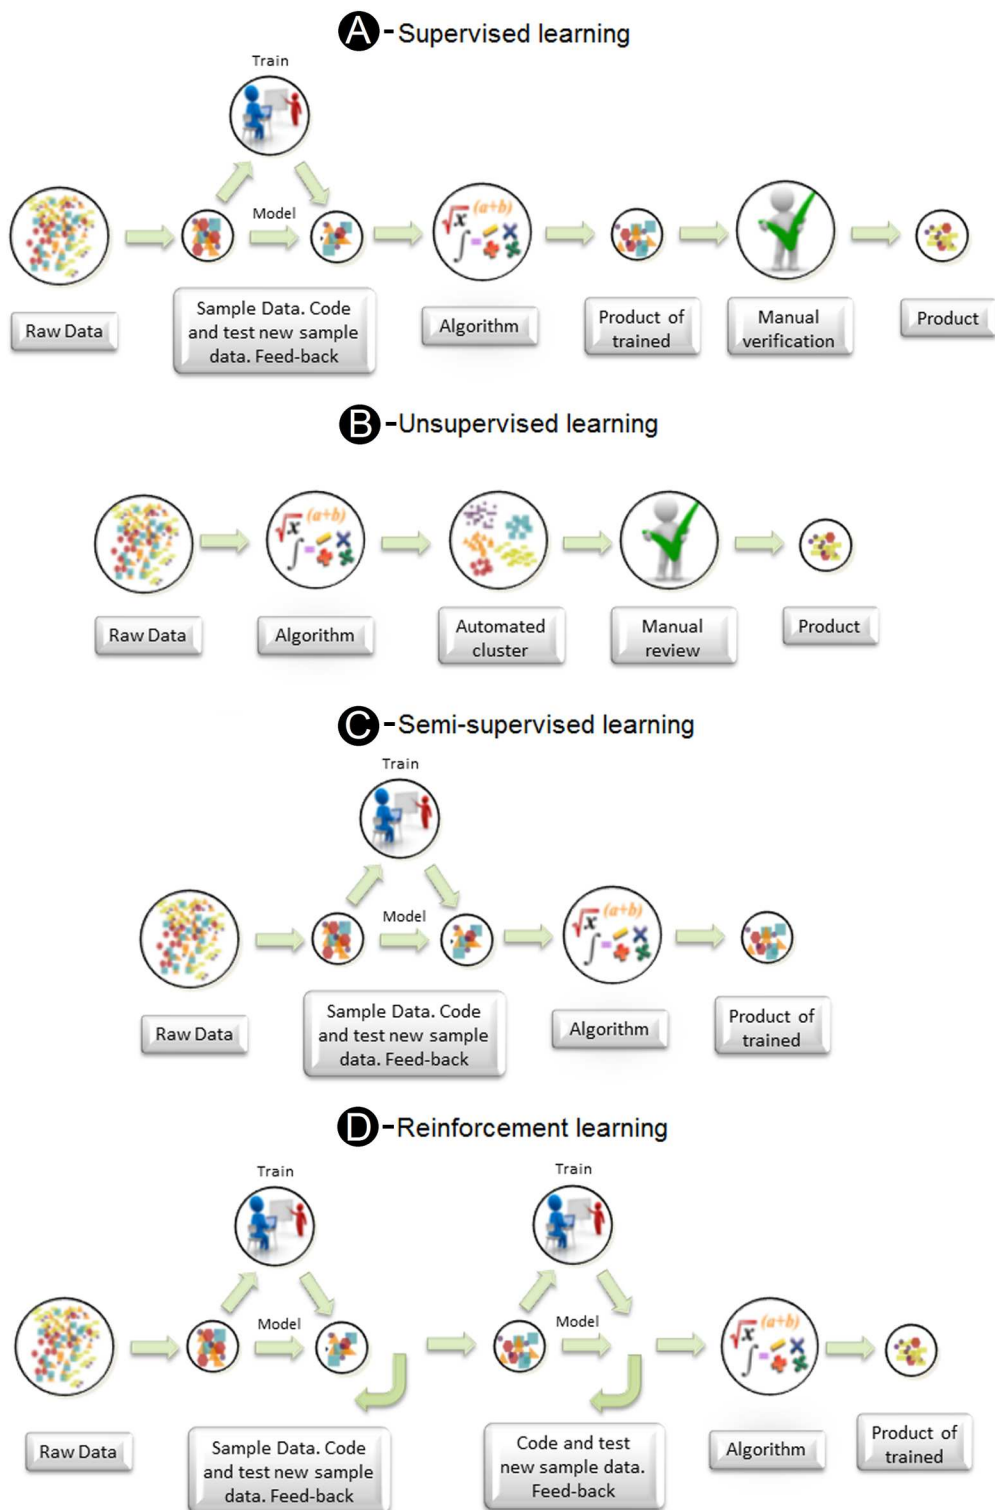 A-Supervised learning
Train
Model
√x (a+b)
∫ - ÷ ×
Raw Data
Sample Data. Code
and test new sample
data. Feed-back
Algorithm
Product of
trained
Manual
verification
Product
B-Unsupervised learning
√x (a+b)
Raw Data
Algorithm
Automated
cluster
Manual
review
Product
C-Semi-supervised learning
Train
Model
√x (a+b)
Raw Data
Sample Data. Code
and test new sample
data. Feed-back
Algorithm
Product of
trained
D-Reinforcement learning
Train
Train
Model
Model
√x (a+b)
Raw Data
Sample Data. Code
and test new sample
data. Feed-back
Code and test
new sample data.
Feed-back
Algorithm
Product of
trained